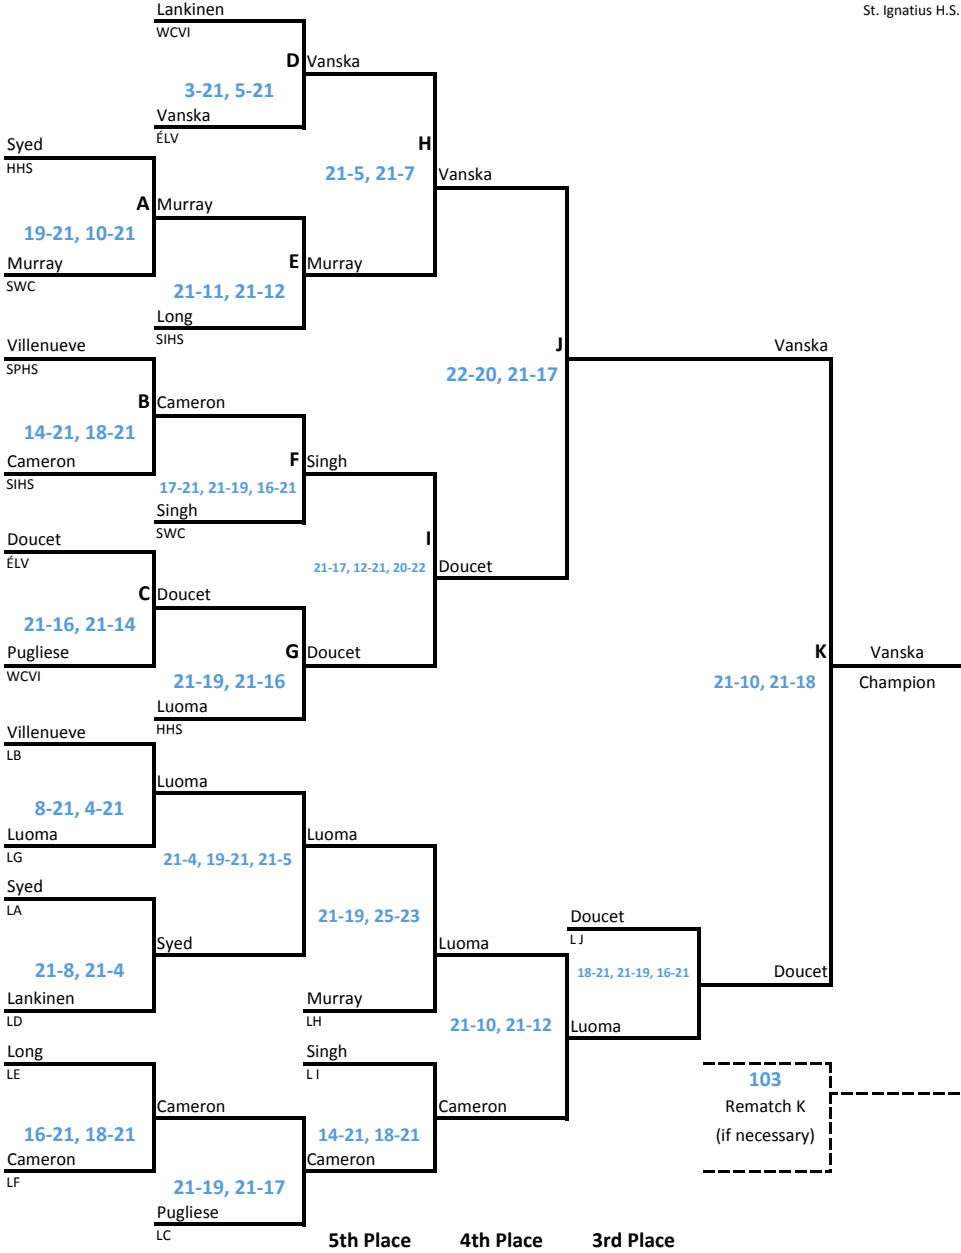 Lankinen
St. Ignatius H.S.
WCVI
D Vanska
3-21, 5-21
Vanska
ÉLV
Syed
HHS
H
21-5, 21-7
Vanska
A Murray
19-21, 10-21
Murray
SWC
E Murray
21-11, 21-12
Long
SIHS
Villenueve
SPHS
J
22-20, 21-17
Vanska
B Cameron
14-21, 18-21
Cameron
SIHS
F Singh
17-21, 21-19, 16-21
Singh
SWC
Doucet
ÉLV
I
21-17, 12-21, 20-22
Doucet
C Doucet
21-16, 21-14
Pugliese
WCVI
G Doucet
21-19, 21-16
Luoma
HHS
K Vanska
21-10, 21-18 Champion
Villenueve
LB
Luoma
8-21, 4-21
Luoma
LG
Luoma
21-4, 19-21, 21-5
Syed
LA
Syed
21-8, 21-4
Lankinen
LD
21-19, 25-23
Luoma
Murray
LH
Doucet
L J
18-21, 21-19, 16-21
Doucet
21-10, 21-12
Luoma
Long
LE
Singh
L I
Cameron
16-21, 18-21
Cameron
LF
Cameron
14-21, 18-21
Cameron
21-19, 21-17
Pugliese
LC
103
Rematch K
(if necessary)
5th Place 4th Place 3rd Place